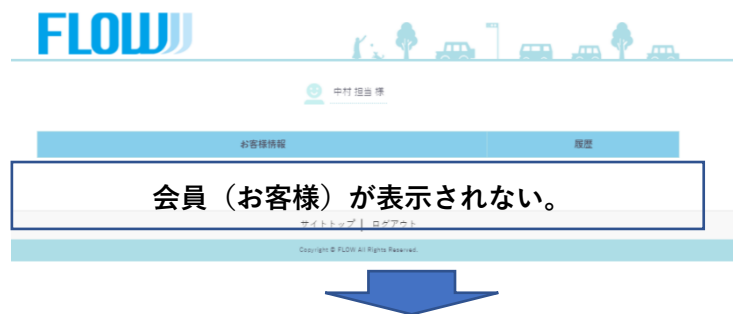 FLOW
中村 担当 様
お客様情報 履歴
会員（お客様）が表示されない。
サイトトップ | ログアウト
Copyright © FLOW All Rights Reserved.